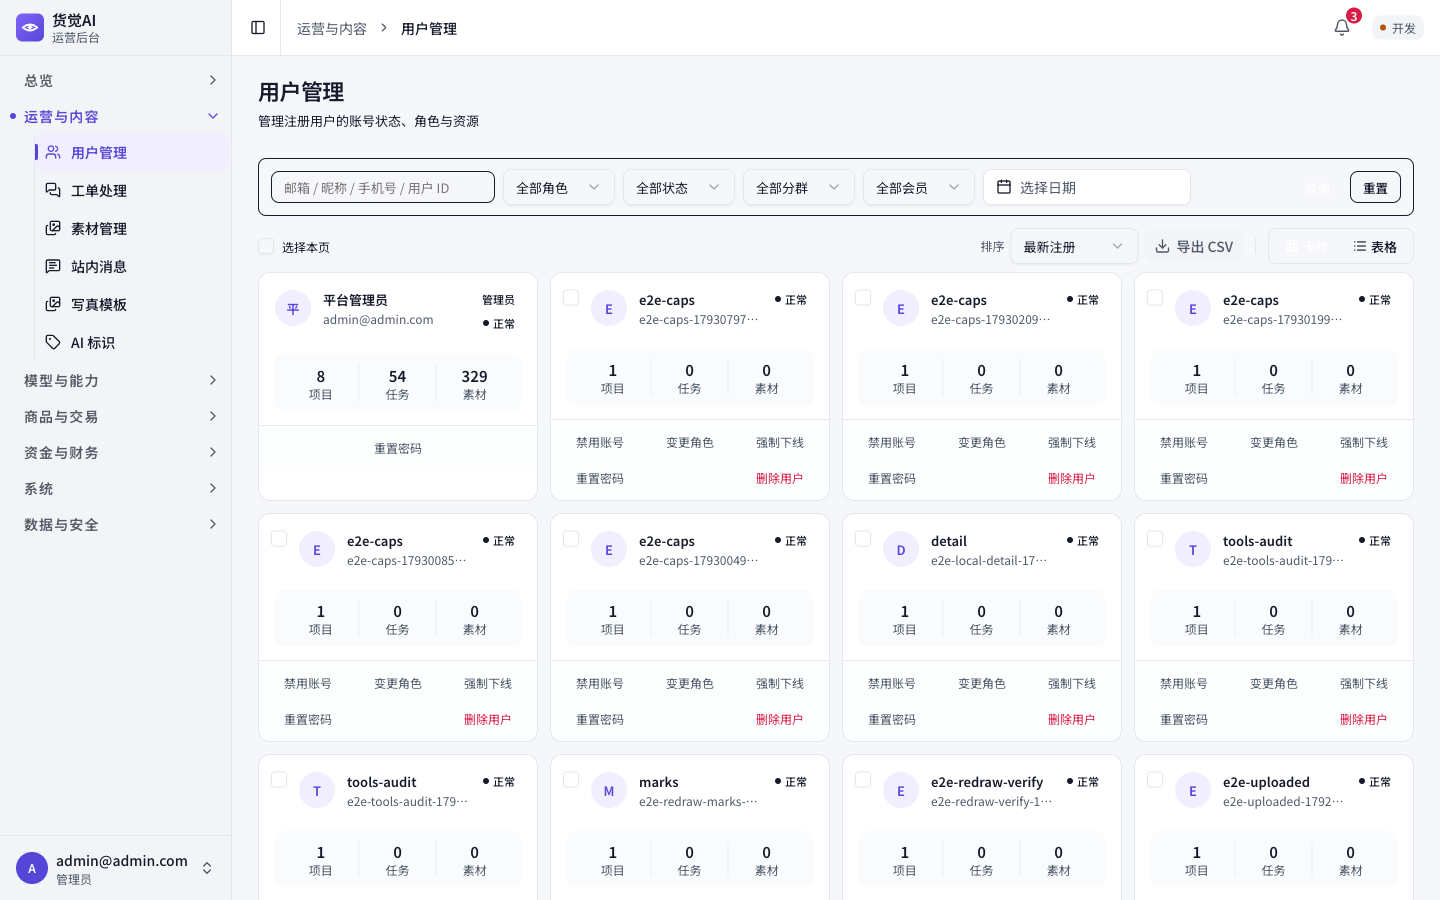 货觉AI
运营后台
总览
运营与内容
用户管理
工单处理
素材管理
站内消息
写真模板
AI 标识
模型与能力
商品与交易
资金与财务
系统
数据与安全
A
admin@admin.com
管理员
运营与内容 用户管理
3
开发
用户管理
管理注册用户的账号状态、角色与资源
邮箱 / 昵称 / 手机号 / 用户 ID 全部角色 全部状态 全部分群 全部会员 选择日期 查询 重置
选择本页 排序 最新注册 导出 CSV 卡片 表格
平 平台管理员 管理员
admin@admin.com 正常
8 54 329
项目 任务 素材
重置密码
E e2e-caps 正常
e2e-caps-17930797···
1 0 0
项目 任务 素材
禁用账号 变更角色 强制下线
重置密码 删除用户
E e2e-caps 正常
e2e-caps-17930209···
1 0 0
项目 任务 素材
禁用账号 变更角色 强制下线
重置密码 删除用户
E e2e-caps 正常
e2e-caps-17930199···
1 0 0
项目 任务 素材
禁用账号 变更角色 强制下线
重置密码 删除用户
E e2e-caps 正常
e2e-caps-17930085···
1 0 0
项目 任务 素材
禁用账号 变更角色 强制下线
重置密码 删除用户
E e2e-caps 正常
e2e-caps-17930049···
1 0 0
项目 任务 素材
禁用账号 变更角色 强制下线
重置密码 删除用户
D detail 正常
e2e-local-detail-17···
1 0 0
项目 任务 素材
禁用账号 变更角色 强制下线
重置密码 删除用户
T tools-audit 正常
e2e-tools-audit-179···
1 0 0
项目 任务 素材
禁用账号 变更角色 强制下线
重置密码 删除用户
T tools-audit 正常
e2e-tools-audit-179···
1 0 0
项目 任务 素材
M marks 正常
e2e-redraw-marks-···
1 0 0
项目 任务 素材
E e2e-redraw-verify 正常
e2e-redraw-verify-1···
1 0 0
项目 任务 素材
E e2e-uploaded 正常
e2e-uploaded-1792···
1 0 0
项目 任务 素材